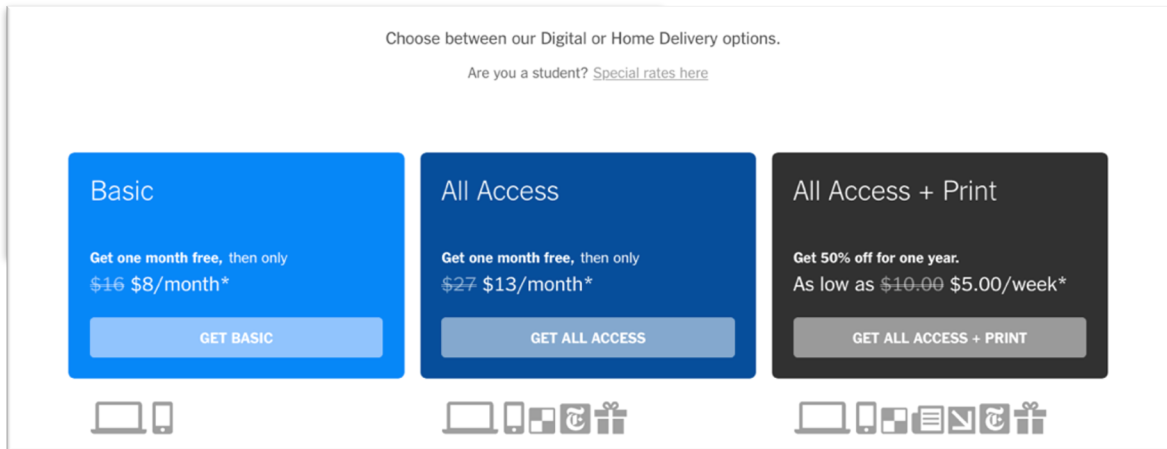 Choose between our Digital or Home Delivery options.
Are you a student? Special rates here
Basic
Get one month free, then only
$16 $8/month*
GET BASIC
All Access
Get one month free, then only
$27 $13/month*
GET ALL ACCESS
All Access + Print
Get 50% off for one year.
As low as $10.00 $5.00/week*
GET ALL ACCESS + PRINT